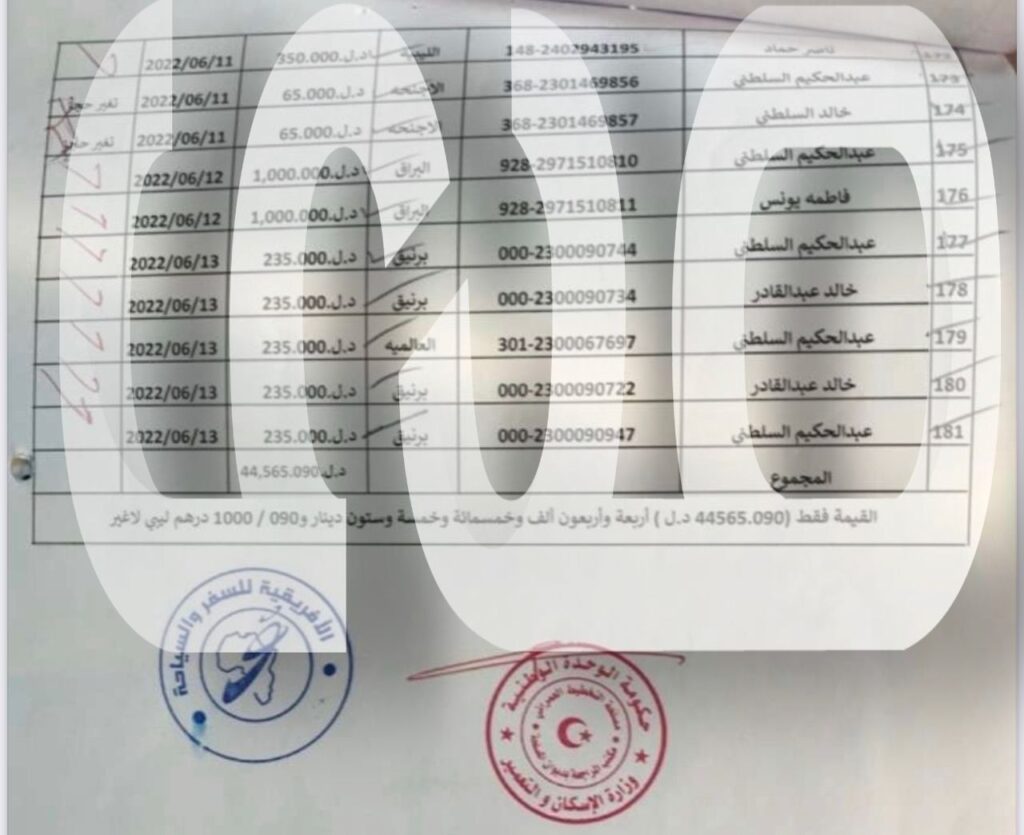 ناصر حماد 148-2402943195 الليبية د.ل.350.000 2022/06/11
173 عبدالحكيم السلطني 368-2301469856 الاجنحه د.ل.65.000 2022/06/11 تغير حجز
174 خالد السلطني 368-2301469857 الاجنحه د.ل.65.000 2022/06/11
175 عبدالحكيم السلطني 928-2971510810 البراق د.ل.1,000.000 2022/06/12
176 فاطمه يونس 928-2971510811 البراق د.ل.1,000.000 2022/06/12
177 عبدالحكيم السلطني 000-2300090744 برنيق د.ل.235.000 2022/06/13
178 خالد عبدالقادر 000-2300090734 برنيق د.ل.235.000 2022/06/13
179 عبدالحكيم السلطني 301-2300067697 العالميه د.ل.235.000 2022/06/13
180 خالد عبدالقادر 000-2300090722 برنيق د.ل.235.000 2022/06/13
181 عبدالحكيم السلطني 000-2300090947 برنيق د.ل.235.000 2022/06/13
المجموع د.ل.44,565.090
القيمة فقط (44565.090 د.ل ) أربعة وأربعون ألف وخمسمائة وخمسة وستون دينار و090 / 1000 درهم ليبي لاغير
الأفريقية للسفر والسياحة
حكومة الوحدة الوطنية
وزارة الإسكان و التعمير